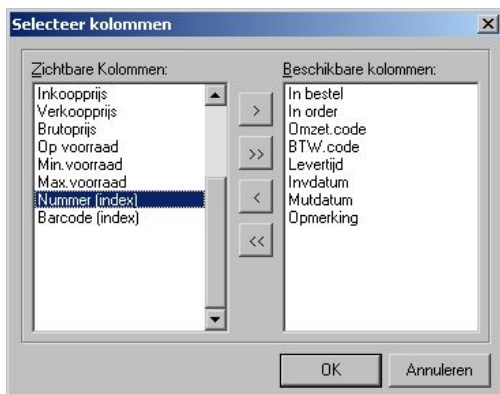 Selecteer kolommen
Zichtbare Kolommen:
Inkoopprijs
Verkoopprijs
Brutoprijs
Op voorraad
Min.voorraad
Max.voorraad
Nummer (index)
Barcode (index)
>
>>
<
<<
Beschikbare kolommen:
In bestel
In order
Omzet.code
BTW.code
Levertijd
Invdatum
Mutdatum
Opmerking
OK
Annuleren